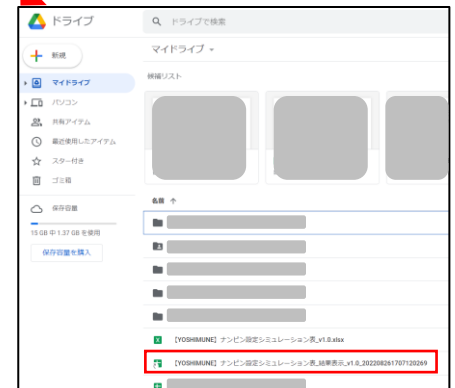 ドライブ
ドライブで検索
新規
マイドライブ
候補リスト
マイドライブ
パソコン
共有アイテム
最近使用したアイテム
スター付き
ゴミ箱
名前 ↑
保存容量
15 GB 中 1.37 GB を使用
保存容量を購入
【YOSHIMUNE】ナンピン設定シミュレーション表_v1.0.xlsx
【YOSHIMUNE】ナンピン設定シミュレーション表_結果表示_v1.0_202208261707120269